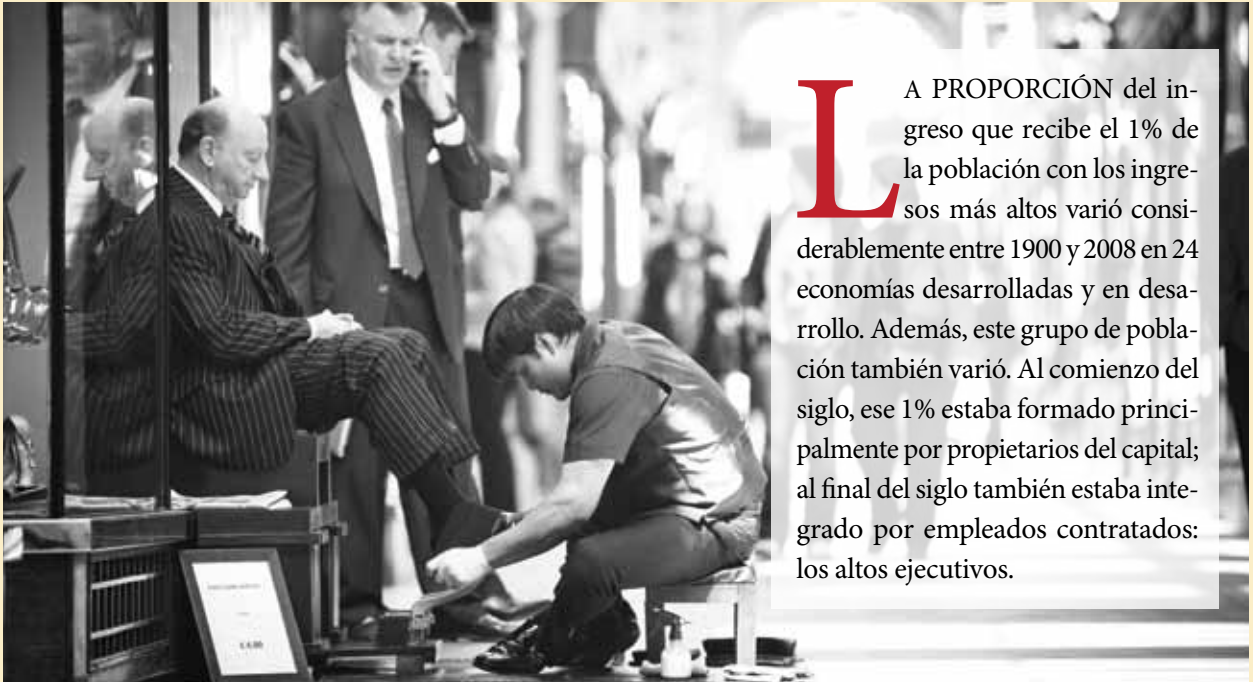 LA PROPORCIÓN del in-
greso que recibe el 1% de
la población con los ingre-
sos más altos varió consi-
derablemente entre 1900 y 2008 en 24
economías desarrolladas y en desa-
rrollo. Además, este grupo de pobla-
ción también varió. Al comienzo del
siglo, ese 1% estaba formado princi-
palmente por propietarios del capital;
al final del siglo también estaba inte-
grado por empleados contratados:
los altos ejecutivos.